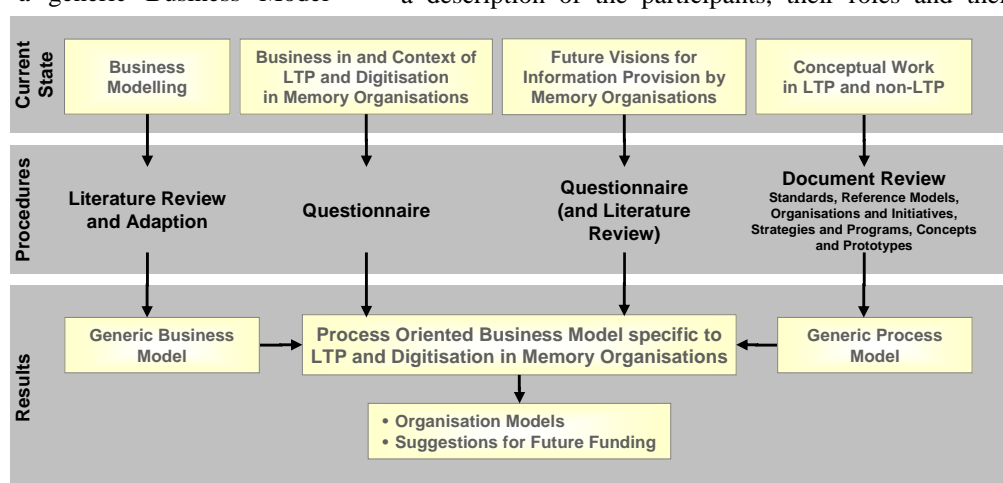 a generic Business Model
a description of the participants, their roles and their
Current
State
Business
Modelling
Business in and Context of
LTP and Digitisation
in Memory Organisations
Future Visions for
Information Provision by
Memory Organisations
Conceptual Work
in LTP and non-LTP
Procedures
Literature Review
and Adaption
Questionnaire
Questionnaire
(and Literature
Review)
Document Review
Standards, Reference Models,
Organisations and Initiatives,
Strategies and Programs, Concepts
and Prototypes
Results
Generic Business
Model
Process Oriented Business Model specific to
LTP and Digitisation in Memory Organisations
Generic Process
Model
• Organisation Models
• Suggestions for Future Funding